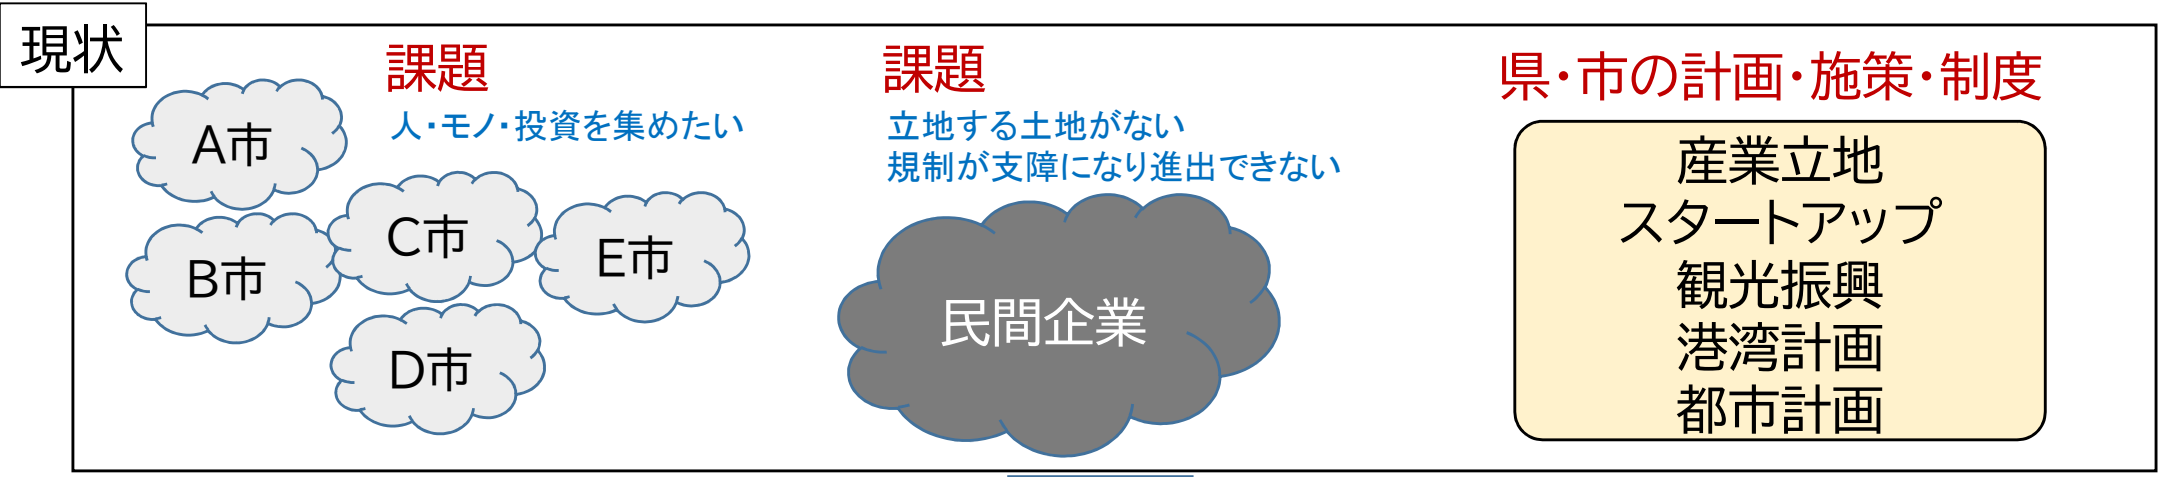 現状
課題
人・モノ・投資を集めたい
A市
B市
C市
D市
E市
課題
立地する土地がない
規制が支障になり進出できない
民間企業
県・市の計画・施策・制度
産業立地
スタートアップ
観光振興
港湾計画
都市計画